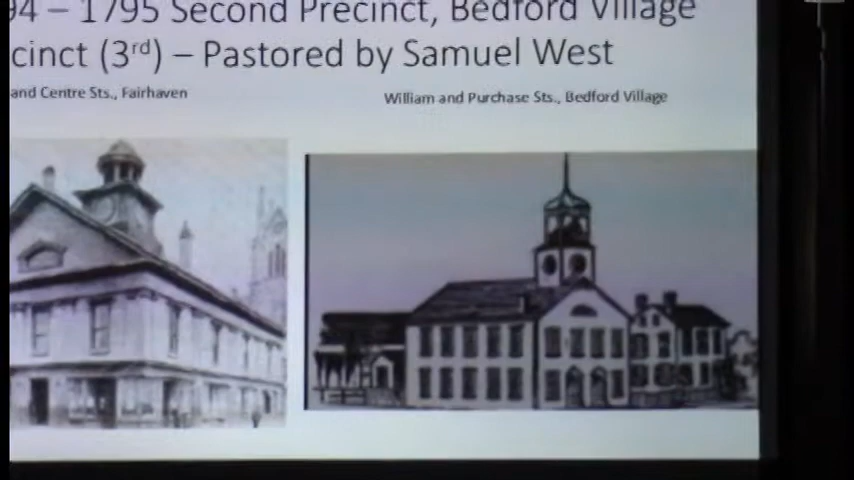 94 – 1795 Second Precinct, Bedford Village
cinct (3rd) – Pastored by Samuel West
and Centre Sts., Fairhaven
William and Purchase Sts., Bedford Village